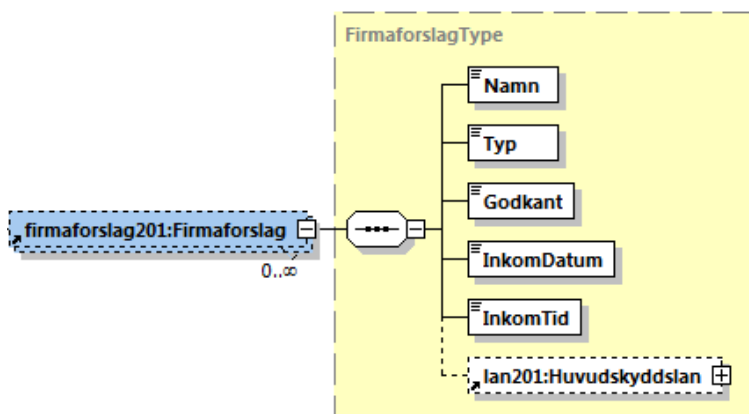 FirmaforslagType
Namn
Typ
Godkant
firmaforslag201:Firmaforslag
0..∞
InkomDatum
InkomTid
lan201:Huvudskyddslan